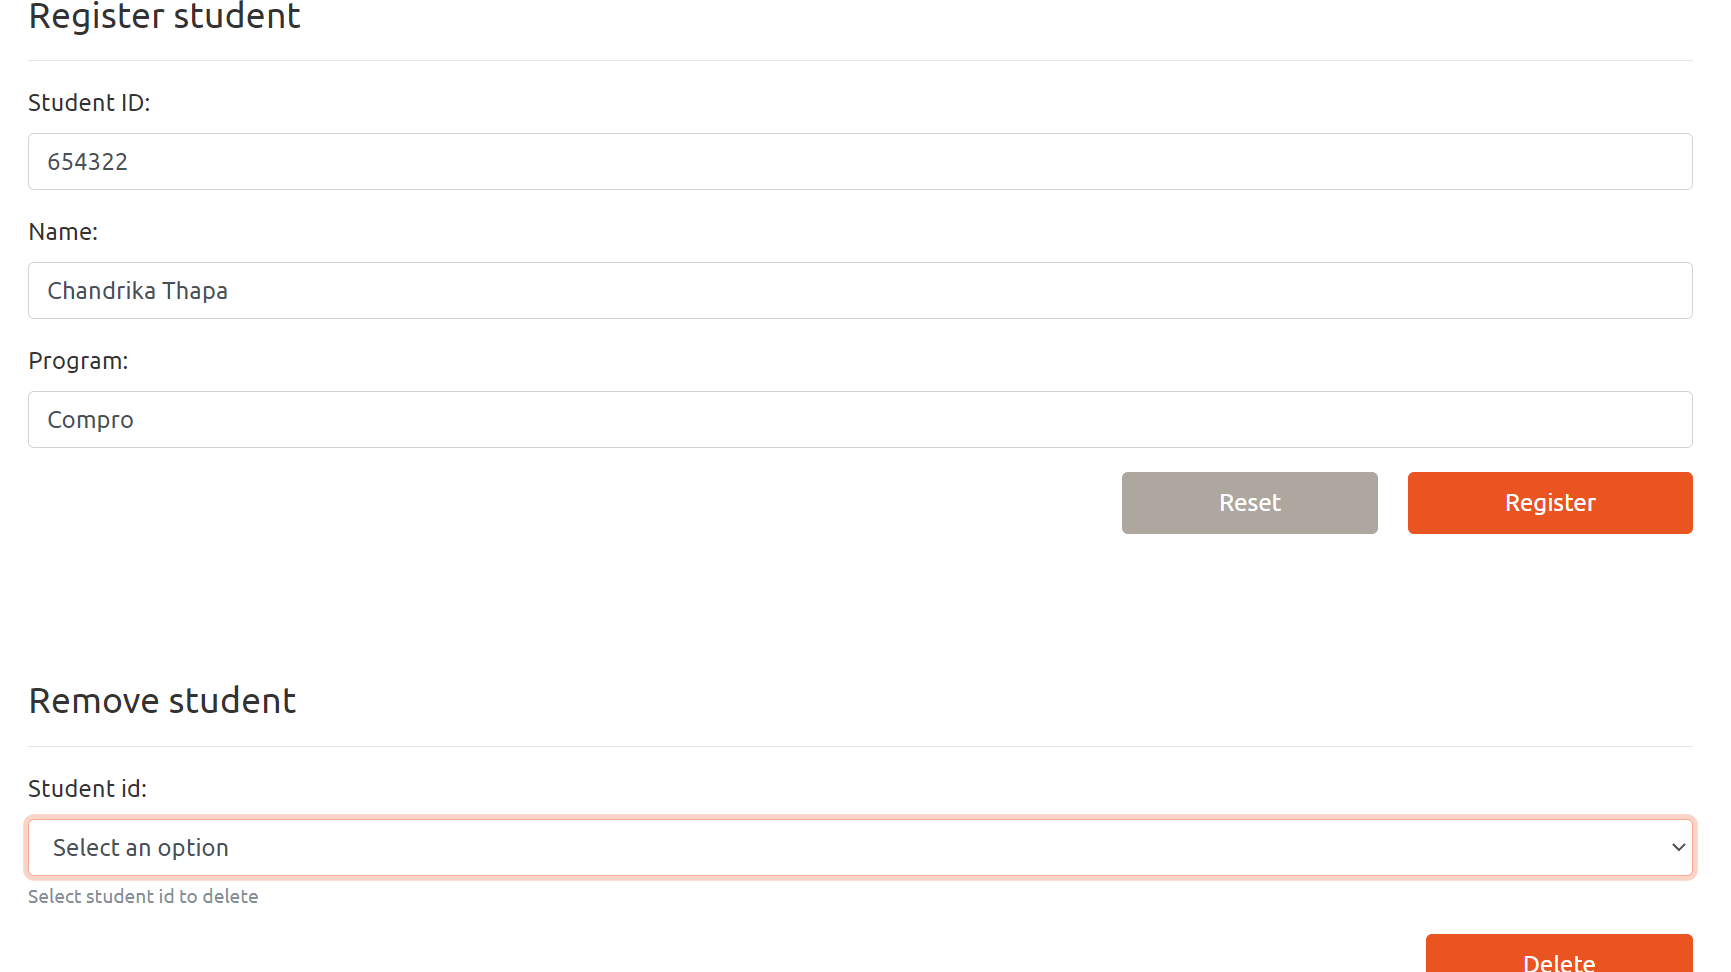 Register student
Student ID:
654322
Name:
Chandrika Thapa
Program:
Compro
Reset
Register
Remove student
Student id:
Select an option
Select student id to delete
Delete